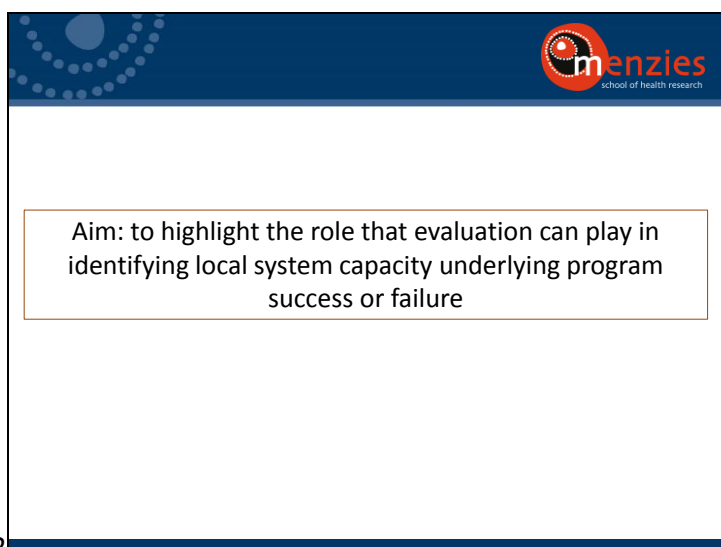 menzies
school of health research
Aim: to highlight the role that evaluation can play in
identifying local system capacity underlying program
success or failure